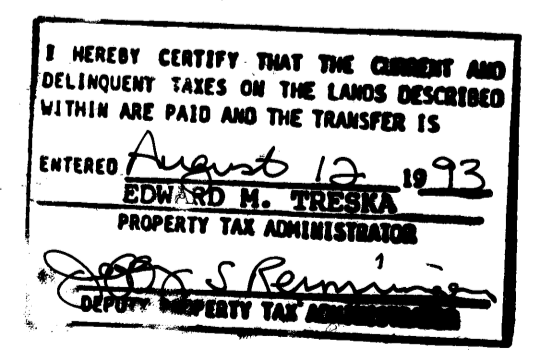 I HEREBY CERTIFY THAT THE CURRENT AND
DELINQUENT TAXES ON THE LANDS DESCRIBED
WITHIN ARE PAID AND THE TRANSFER IS
ENTERED August 12 1993
EDWARD M. TRESKA
PROPERTY TAX ADMINISTRATOR
S
DEPUTY PROPERTY TAX ADMINISTRATOR